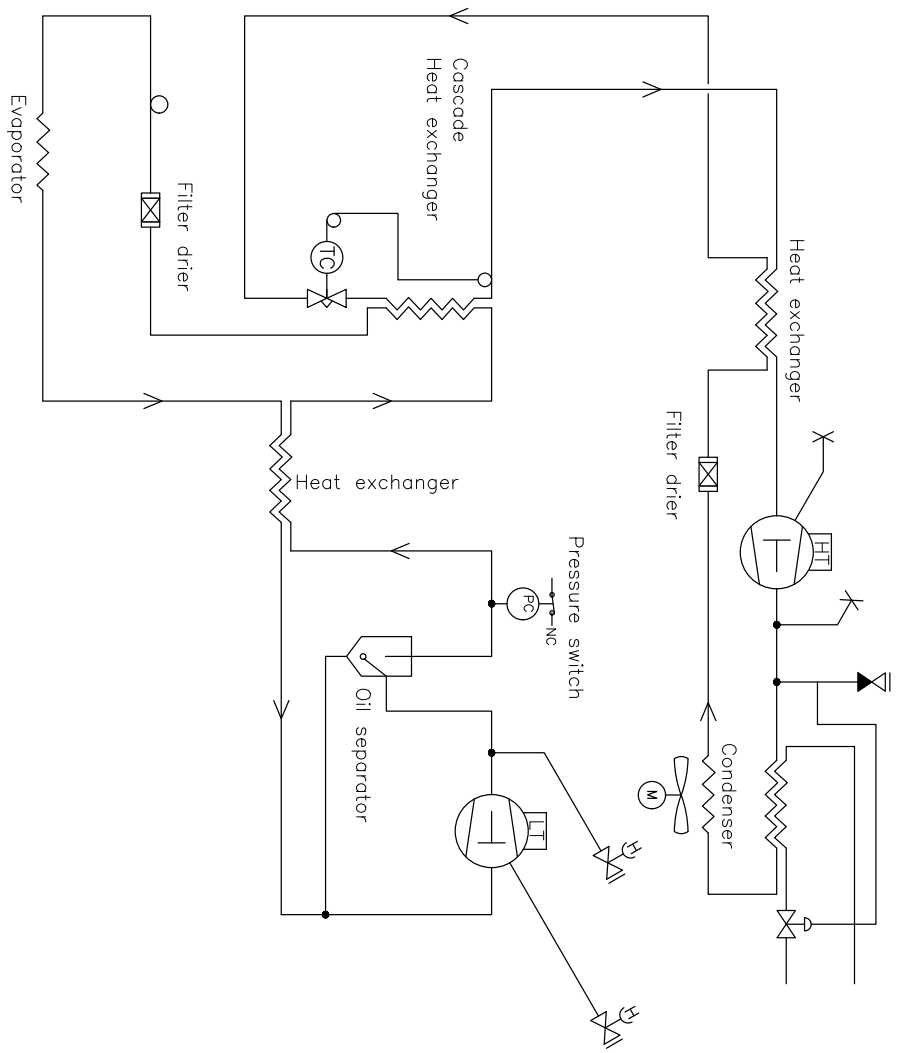 Cascade
Heat exchanger
Evaporator
Filter drier
TC
Heat exchanger
Filter drier
HT
Heat exchanger
Pressure switch
PC
NC
Oil separator
LT
Condenser
M
H
H